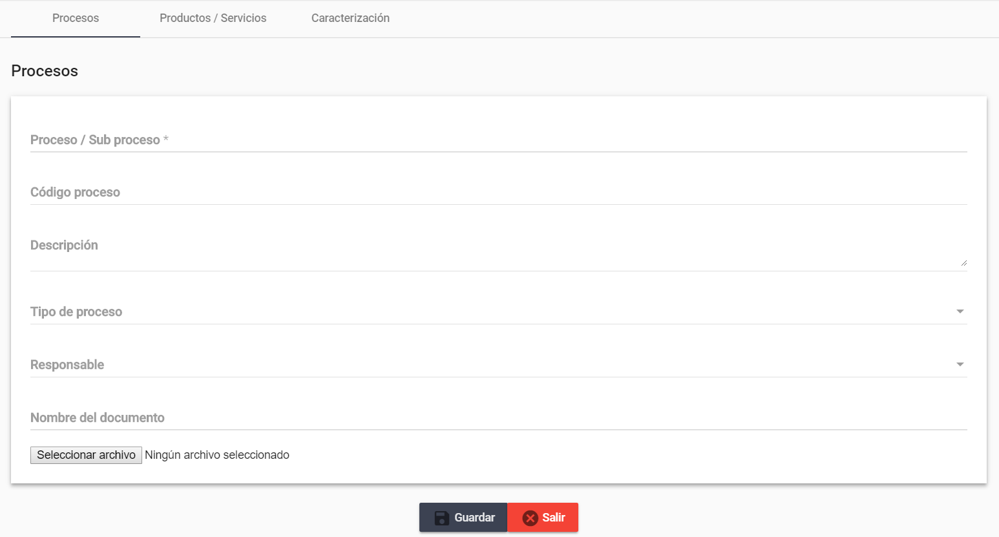 Procesos Productos / Servicios Caracterización
Procesos
Proceso / Sub proceso *
Código proceso
Descripción
Tipo de proceso
Responsable
Nombre del documento
Seleccionar archivo Ningún archivo seleccionado
Guardar Salir